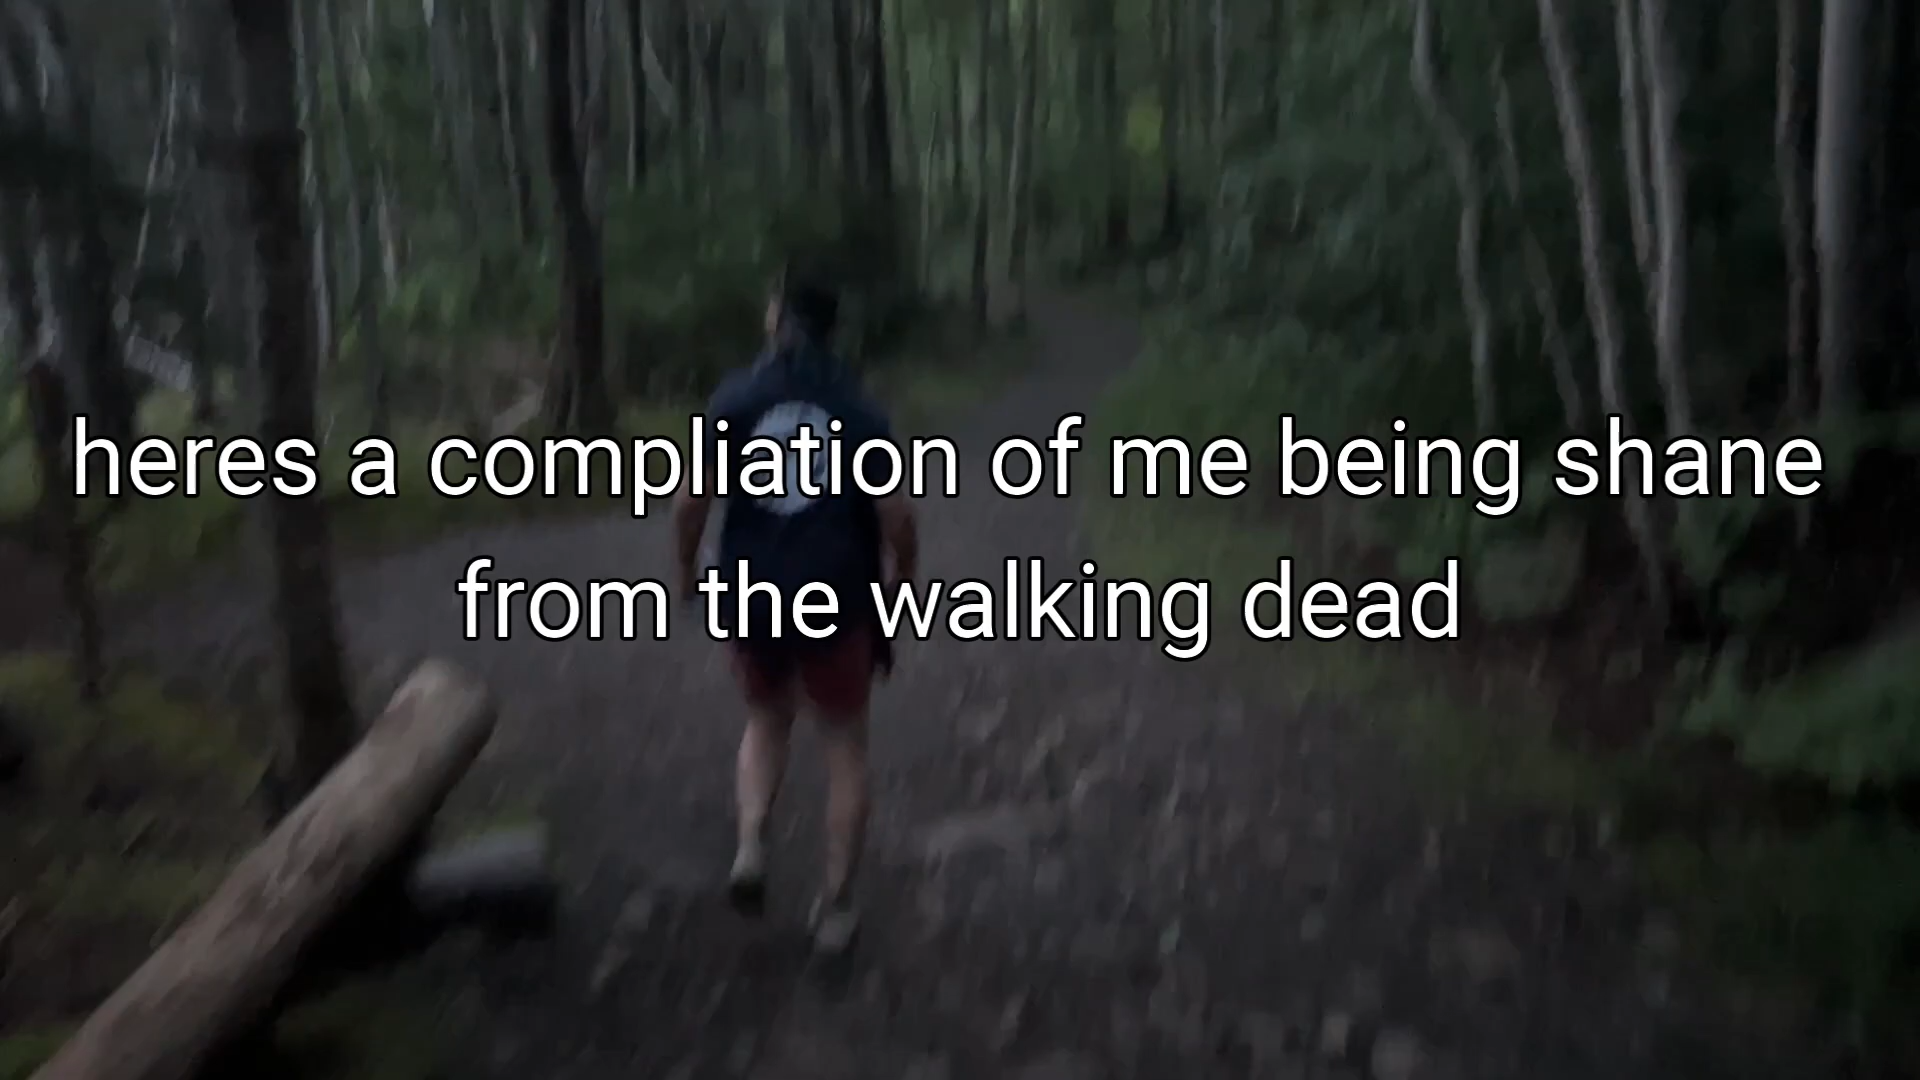 heres a compliation of me being shane
from the walking dead